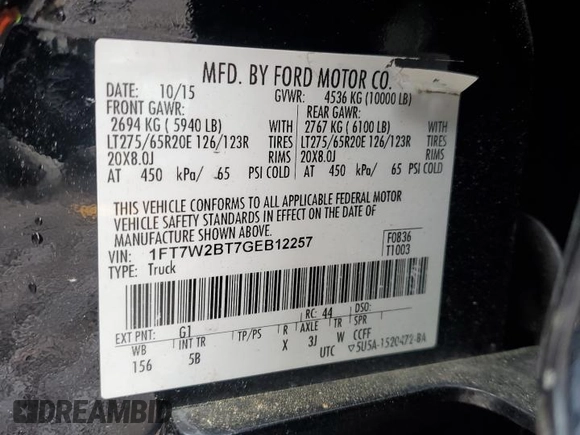 MFD. BY FORD MOTOR CO.
DATE: 10/15 GVWR: 4536 KG (10000 LB)
FRONT GAWR: REAR GAWR:
2694 KG ( 5940 LB) WITH 2767 KG ( 6100 LB) WITH
LT275/65R20E 126/123R TIRES LT275/65R20E 126/123R TIRES
20X8.0J RIMS 20X8.0J RIMS
AT 450 kPa/ 65 PSI COLD AT 450 kPa/ 65 PSI COLD
THIS VEHICLE CONFORMS TO ALL APPLICABLE FEDERAL MOTOR
VEHICLE SAFETY STANDARDS IN EFFECT ON THE DATE OF
MANUFACTURE SHOWN ABOVE.
VIN: 1FT7W2BT7GEB12257 F0836
TYPE: Truck T1003
RC: 44 DSO:
EXT PNT: G1 R AXLE TR SPR
WB INT TR TP/PS
156 5B X 3J W CCFF
UTC ▽5U5A-1520472-BA
DREAMBID